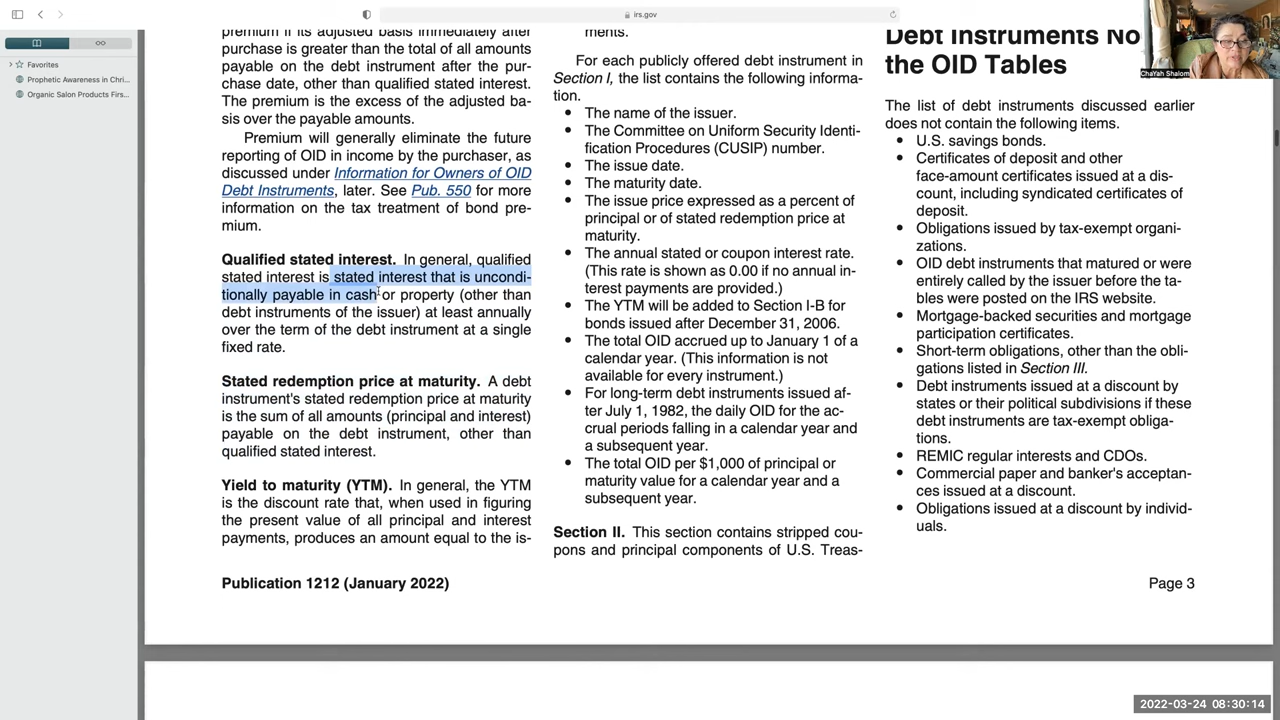 irs.gov
Favorites
Prophetic Awareness in Chri...
Organic Salon Products Firs...
premium if its adjusted basis immediately after
purchase is greater than the total of all amounts
payable on the debt instrument after the pur-
chase date, other than qualified stated interest.
The premium is the excess of the adjusted ba-
sis over the payable amounts.
Premium will generally eliminate the future
reporting of OID in income by the purchaser, as
discussed under Information for Owners of OID
Debt Instruments, later. See Pub. 550 for more
information on the tax treatment of bond pre-
mium.
Qualified stated interest. In general, qualified
stated interest is stated interest that is uncondi-
tionally payable in cash or property (other than
debt instruments of the issuer) at least annually
over the term of the debt instrument at a single
fixed rate.
Stated redemption price at maturity. A debt
instrument's stated redemption price at maturity
is the sum of all amounts (principal and interest)
payable on the debt instrument, other than
qualified stated interest.
Yield to maturity (YTM). In general, the YTM
is the discount rate that, when used in figuring
the present value of all principal and interest
payments, produces an amount equal to the is-
ments.
For each publicly offered debt instrument in
Section I, the list contains the following informa-
tion.
• The name of the issuer.
• The Committee on Uniform Security Identi-
fication Procedures (CUSIP) number.
• The issue date.
• The maturity date.
• The issue price expressed as a percent of
principal or of stated redemption price at
maturity.
• The annual stated or coupon interest rate.
(This rate is shown as 0.00 if no annual in-
terest payments are provided.)
• The YTM will be added to Section I-B for
bonds issued after December 31, 2006.
• The total OID accrued up to January 1 of a
calendar year. (This information is not
available for every instrument.)
• For long-term debt instruments issued af-
ter July 1, 1982, the daily OID for the ac-
crual periods falling in a calendar year and
a subsequent year.
• The total OID per $1,000 of principal or
maturity value for a calendar year and a
subsequent year.
Section II. This section contains stripped cou-
pons and principal components of U.S. Treas-
Debt Instruments No
the OID Tables
The list of debt instruments discussed earlier
does not contain the following items.
• U.S. savings bonds.
• Certificates of deposit and other
face-amount certificates issued at a dis-
count, including syndicated certificates of
deposit.
• Obligations issued by tax-exempt organi-
zations.
• OID debt instruments that matured or were
entirely called by the issuer before the ta-
bles were posted on the IRS website.
• Mortgage-backed securities and mortgage
participation certificates.
• Short-term obligations, other than the obli-
gations listed in Section III.
• Debt instruments issued at a discount by
states or their political subdivisions if these
debt instruments are tax-exempt obliga-
tions.
• REMIC regular interests and CDOs.
• Commercial paper and banker's acceptan-
ces issued at a discount.
• Obligations issued at a discount by individ-
uals.
Publication 1212 (January 2022)
Page 3
ChaYah Shalom
2022-03-24 08:30:14